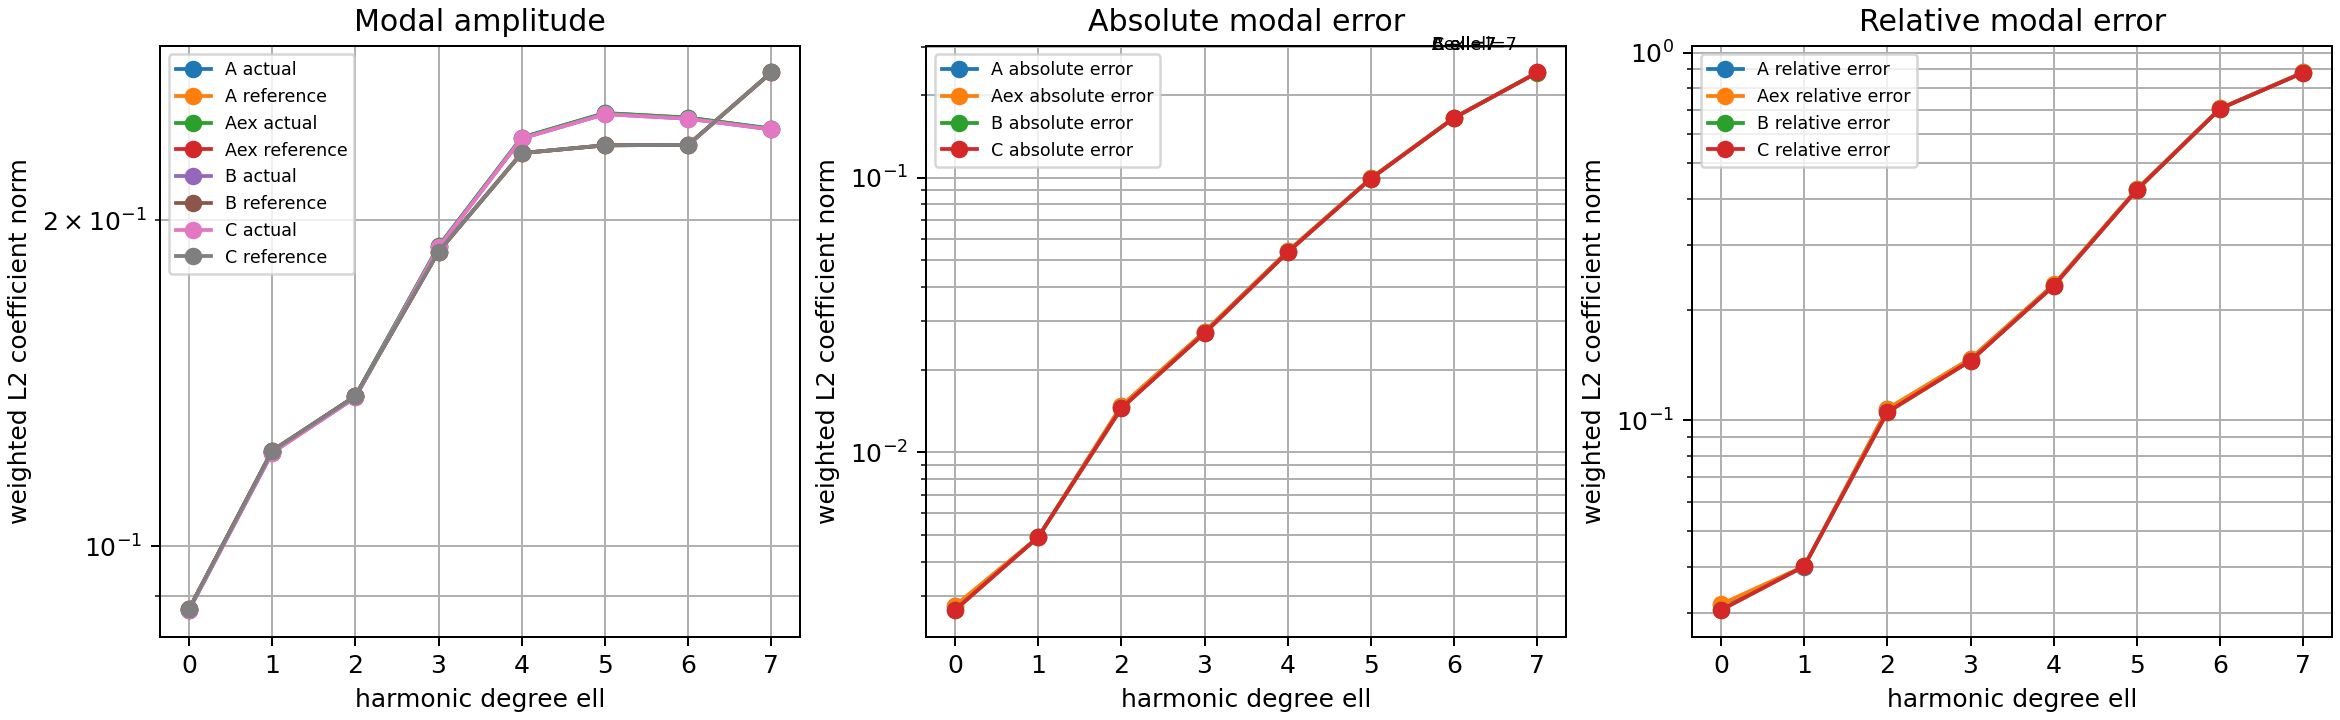 Modal amplitude
weighted L2 coefficient norm
2 × 10⁻¹
10⁻¹
A actual
A reference
Aex actual
Aex reference
B actual
B reference
C actual
C reference
0 1 2 3 4 5 6 7
harmonic degree ell
Absolute modal error
weighted L2 coefficient norm
10⁻¹
10⁻²
A absolute error
Aex absolute error
B absolute error
C absolute error
0 1 2 3 4 5 6 7
harmonic degree ell
Relative modal error
weighted L2 coefficient norm
10⁰
10⁻¹
A relative error
Aex relative error
B relative error
C relative error
0 1 2 3 4 5 6 7
harmonic degree ell